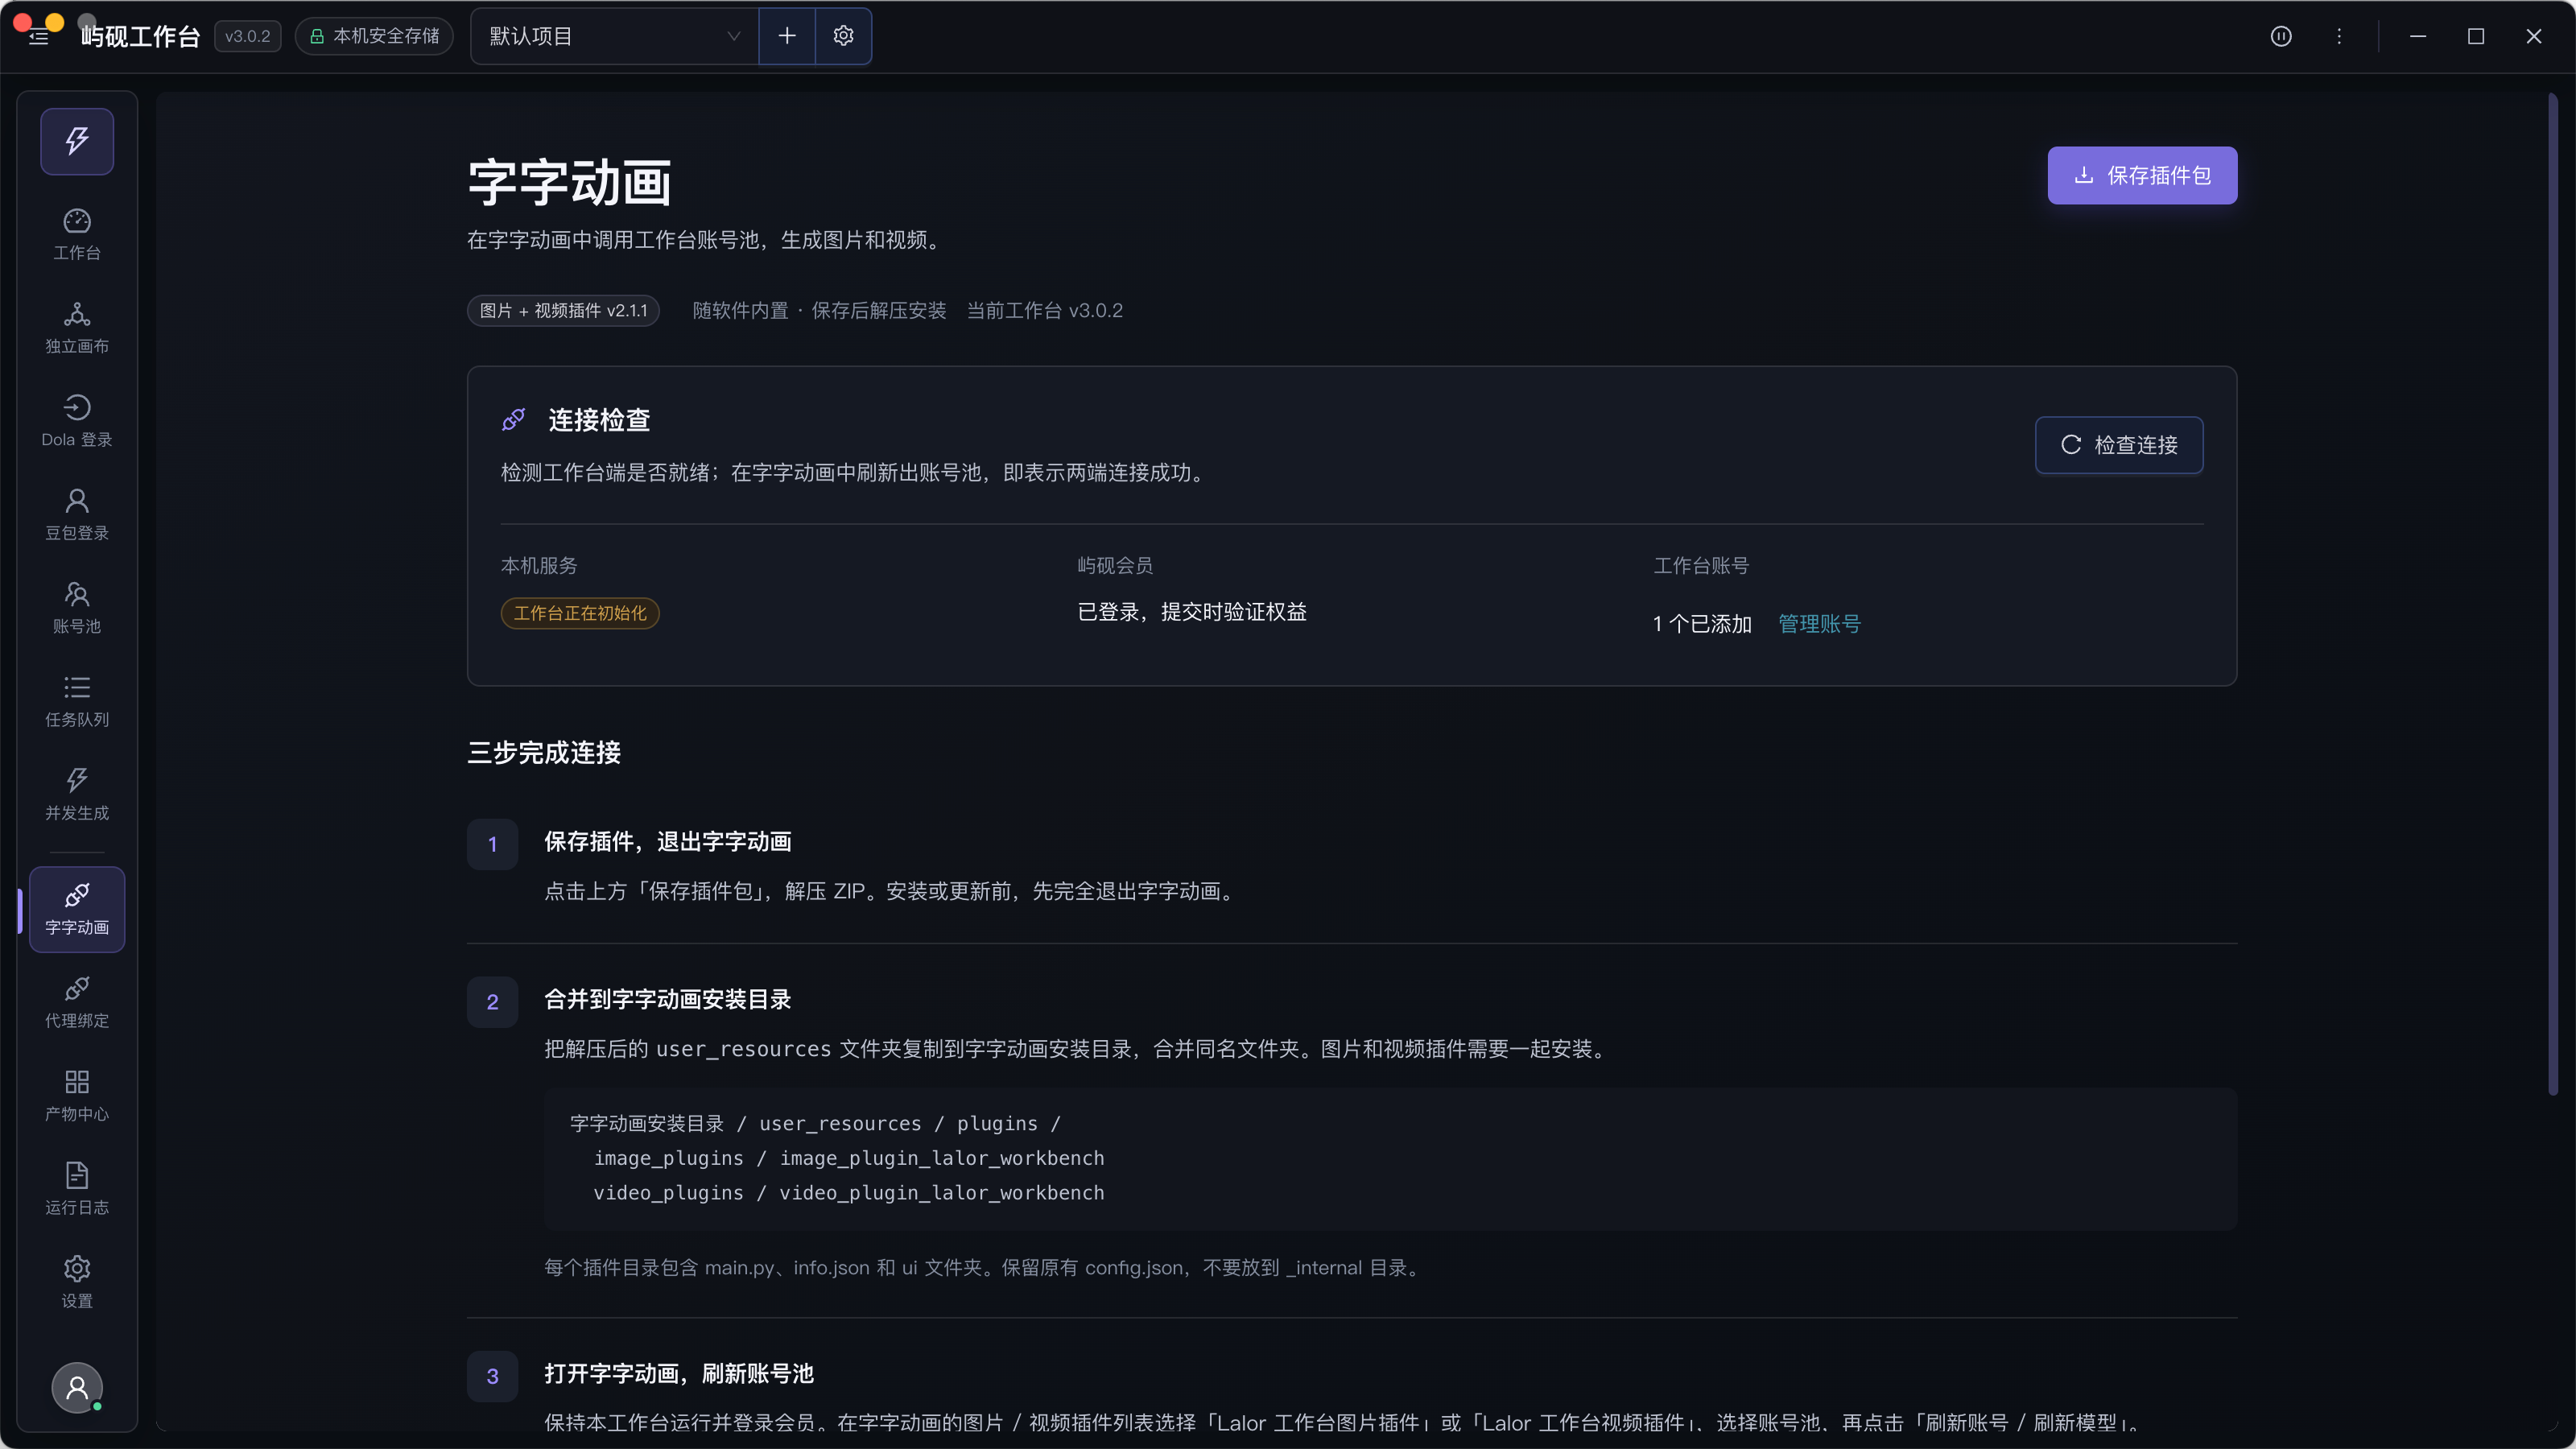 屿砚工作台
v3.0.2
本机安全存储
默认项目
工作台
独立画布
Dola 登录
豆包登录
账号池
任务队列
并发生成
字字动画
代理绑定
产物中心
运行日志
设置
字字动画
保存插件包
在字字动画中调用工作台账号池，生成图片和视频。
图片 + 视频插件 v2.1.1
随软件内置 · 保存后解压安装
当前工作台 v3.0.2
连接检查
检查连接
检测工作台端是否就绪；在字字动画中刷新出账号池，即表示两端连接成功。
本机服务
屿砚会员
工作台账号
工作台正在初始化
已登录，提交时验证权益
1 个已添加
管理账号
三步完成连接
1
保存插件，退出字字动画
点击上方「保存插件包」，解压 ZIP。安装或更新前，先完全退出字字动画。
2
合并到字字动画安装目录
把解压后的 user_resources 文件夹复制到字字动画安装目录，合并同名文件夹。图片和视频插件需要一起安装。
字字动画安装目录 / user_resources / plugins /
image_plugins / image_plugin_lalor_workbench
video_plugins / video_plugin_lalor_workbench
每个插件目录包含 main.py、info.json 和 ui 文件夹。保留原有 config.json，不要放到 _internal 目录。
3
打开字字动画，刷新账号池
保持本工作台运行并登录会员。在字字动画的图片 / 视频插件列表选择「Lalor 工作台图片插件」或「Lalor 工作台视频插件」，选择账号池，再点击「刷新账号 / 刷新模型」。